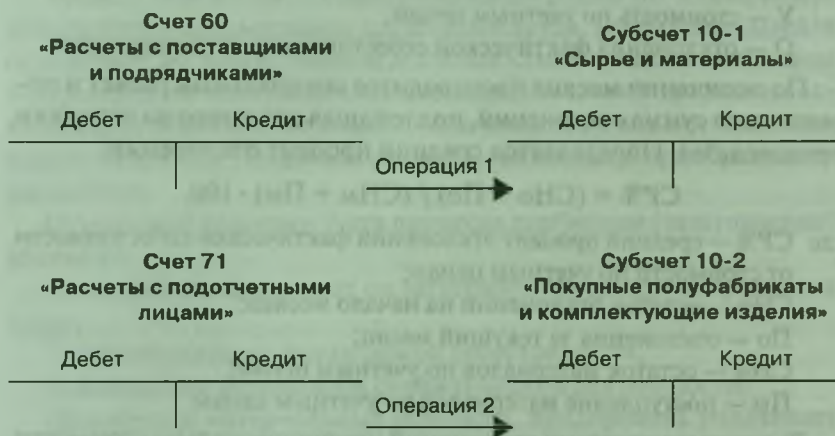 Счет 60
«Расчеты с поставщиками
и подрядчиками»
Дебет Кредит
Субсчет 10-1
«Сырье и материалы»
Дебет Кредит
Операция 1
Счет 71
«Расчеты с подотчетными
лицами»
Дебет Кредит
Субсчет 10-2
«Покупные полуфабрикаты
и комплектующие изделия»
Дебет Кредит
Операция 2